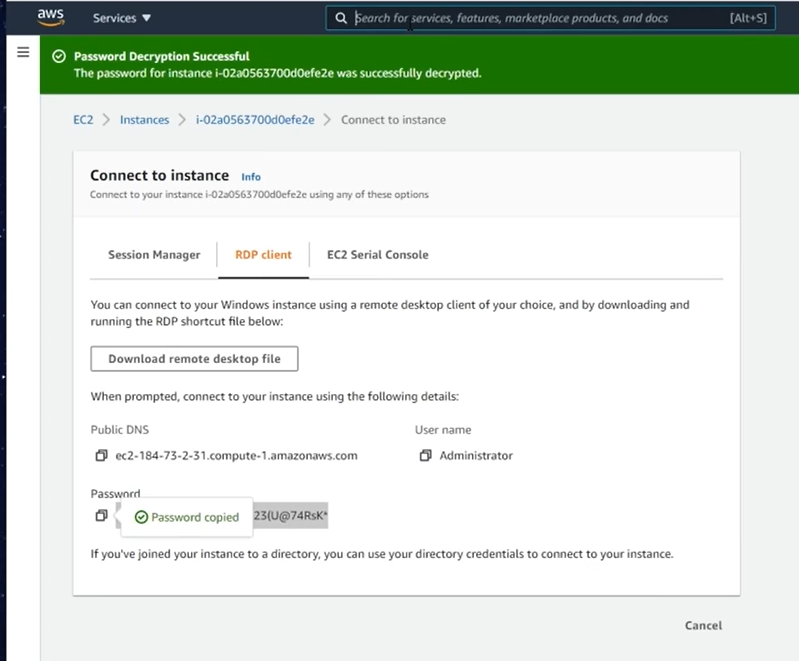 aws
Services ▼
Search for services, features, marketplace products, and docs
[Alt+S]
Password Decryption Successful
The password for instance i-02a0563700d0efe2e was successfully decrypted.
EC2 > Instances > i-02a0563700d0efe2e > Connect to instance
Connect to instance Info
Connect to your instance i-02a0563700d0efe2e using any of these options
Session Manager
RDP client
EC2 Serial Console
You can connect to your Windows instance using a remote desktop client of your choice, and by downloading and
running the RDP shortcut file below:
Download remote desktop file
When prompted, connect to your instance using the following details:
Public DNS
User name
ec2-184-73-2-31.compute-1.amazonaws.com
Administrator
Password
Password copied
23(U@74RsK*
If you've joined your instance to a directory, you can use your directory credentials to connect to your instance.
Cancel